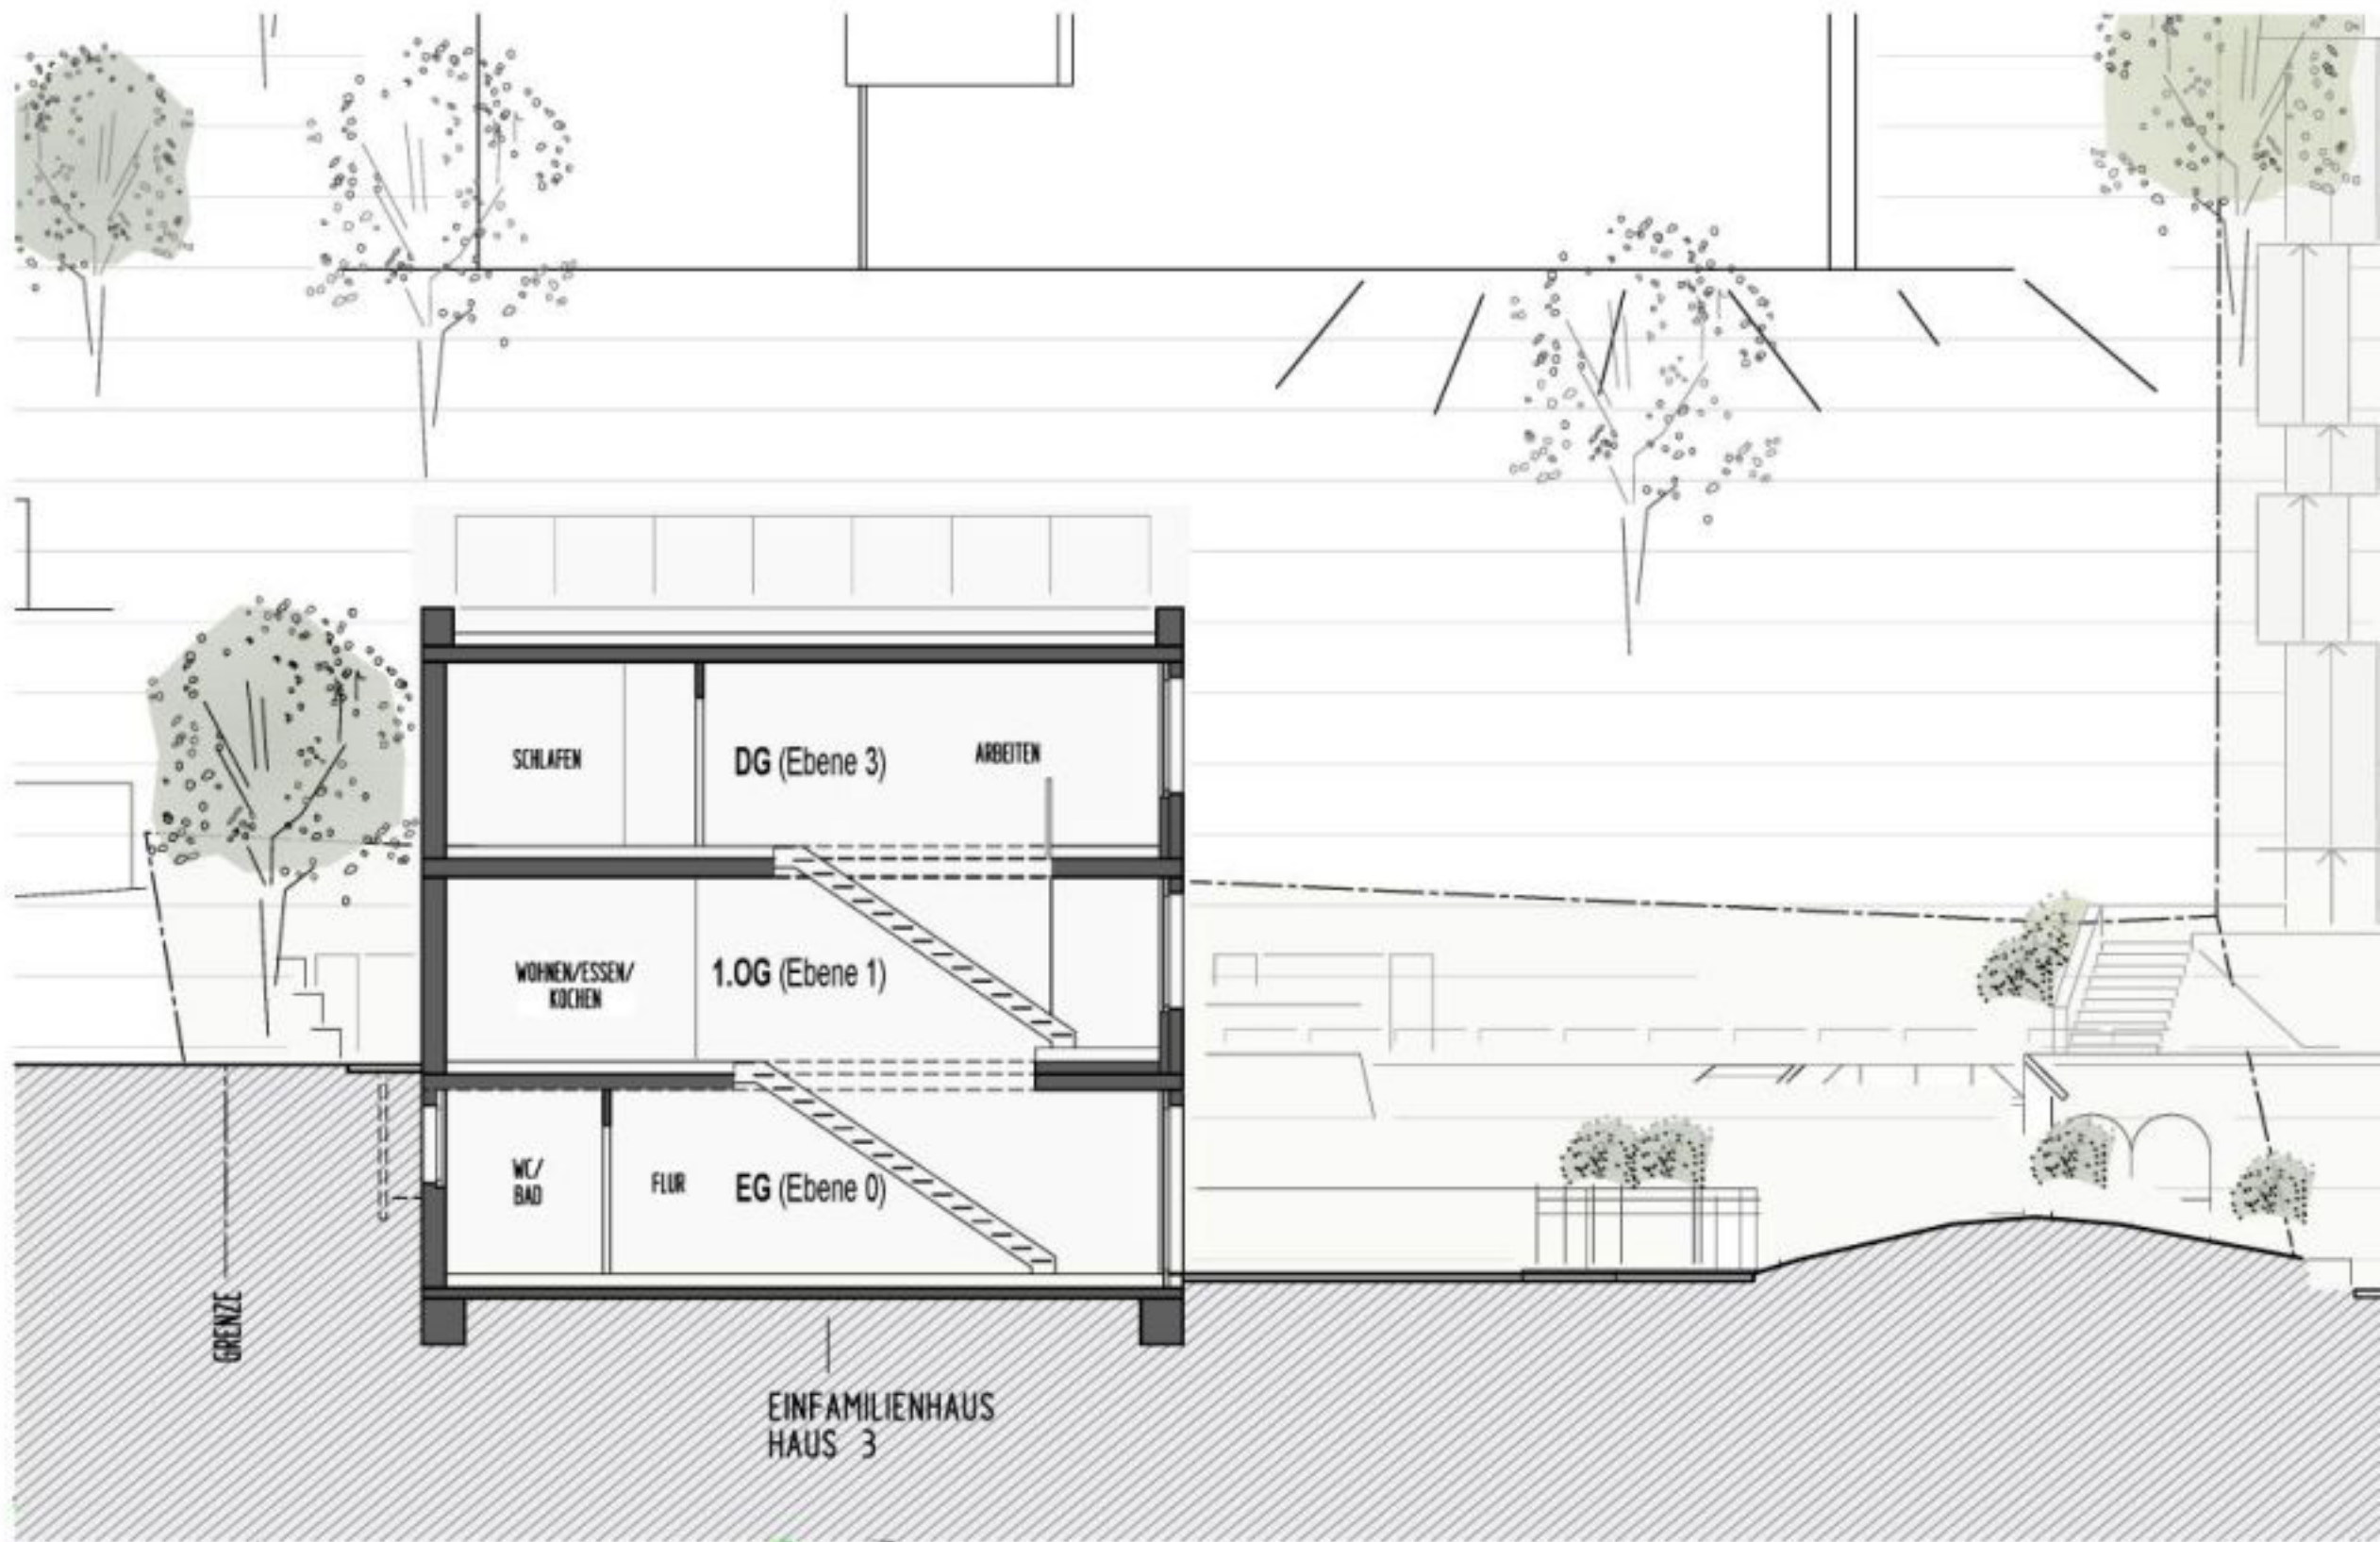 SCHLAFEN
DG (Ebene 3)
ARBEITEN
WOHNEN/ESSEN/
KOCHEN
1.OG (Ebene 1)
WC/
BAD
FLUR
EG (Ebene 0)
GRENZE
EINFAMILIENHAUS
HAUS 3